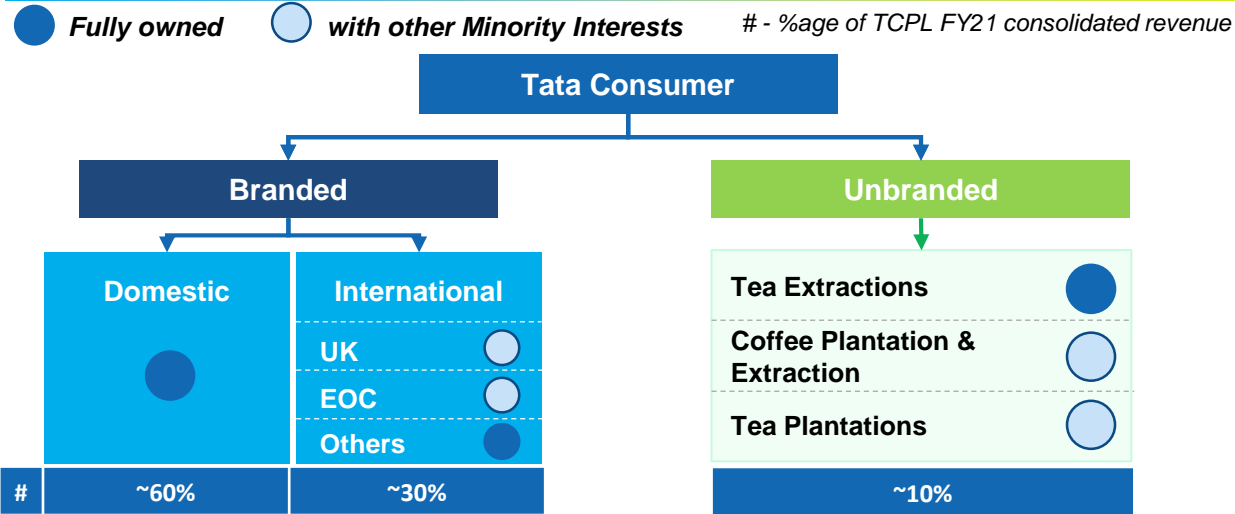 Fully owned
with other Minority Interests
# - %age of TCPL FY21 consolidated revenue
Tata Consumer
Branded
Unbranded
Domestic
International
UK
EOC
Others
Tea Extractions
Coffee Plantation &
Extraction
Tea Plantations
#
~60%
~30%
~10%